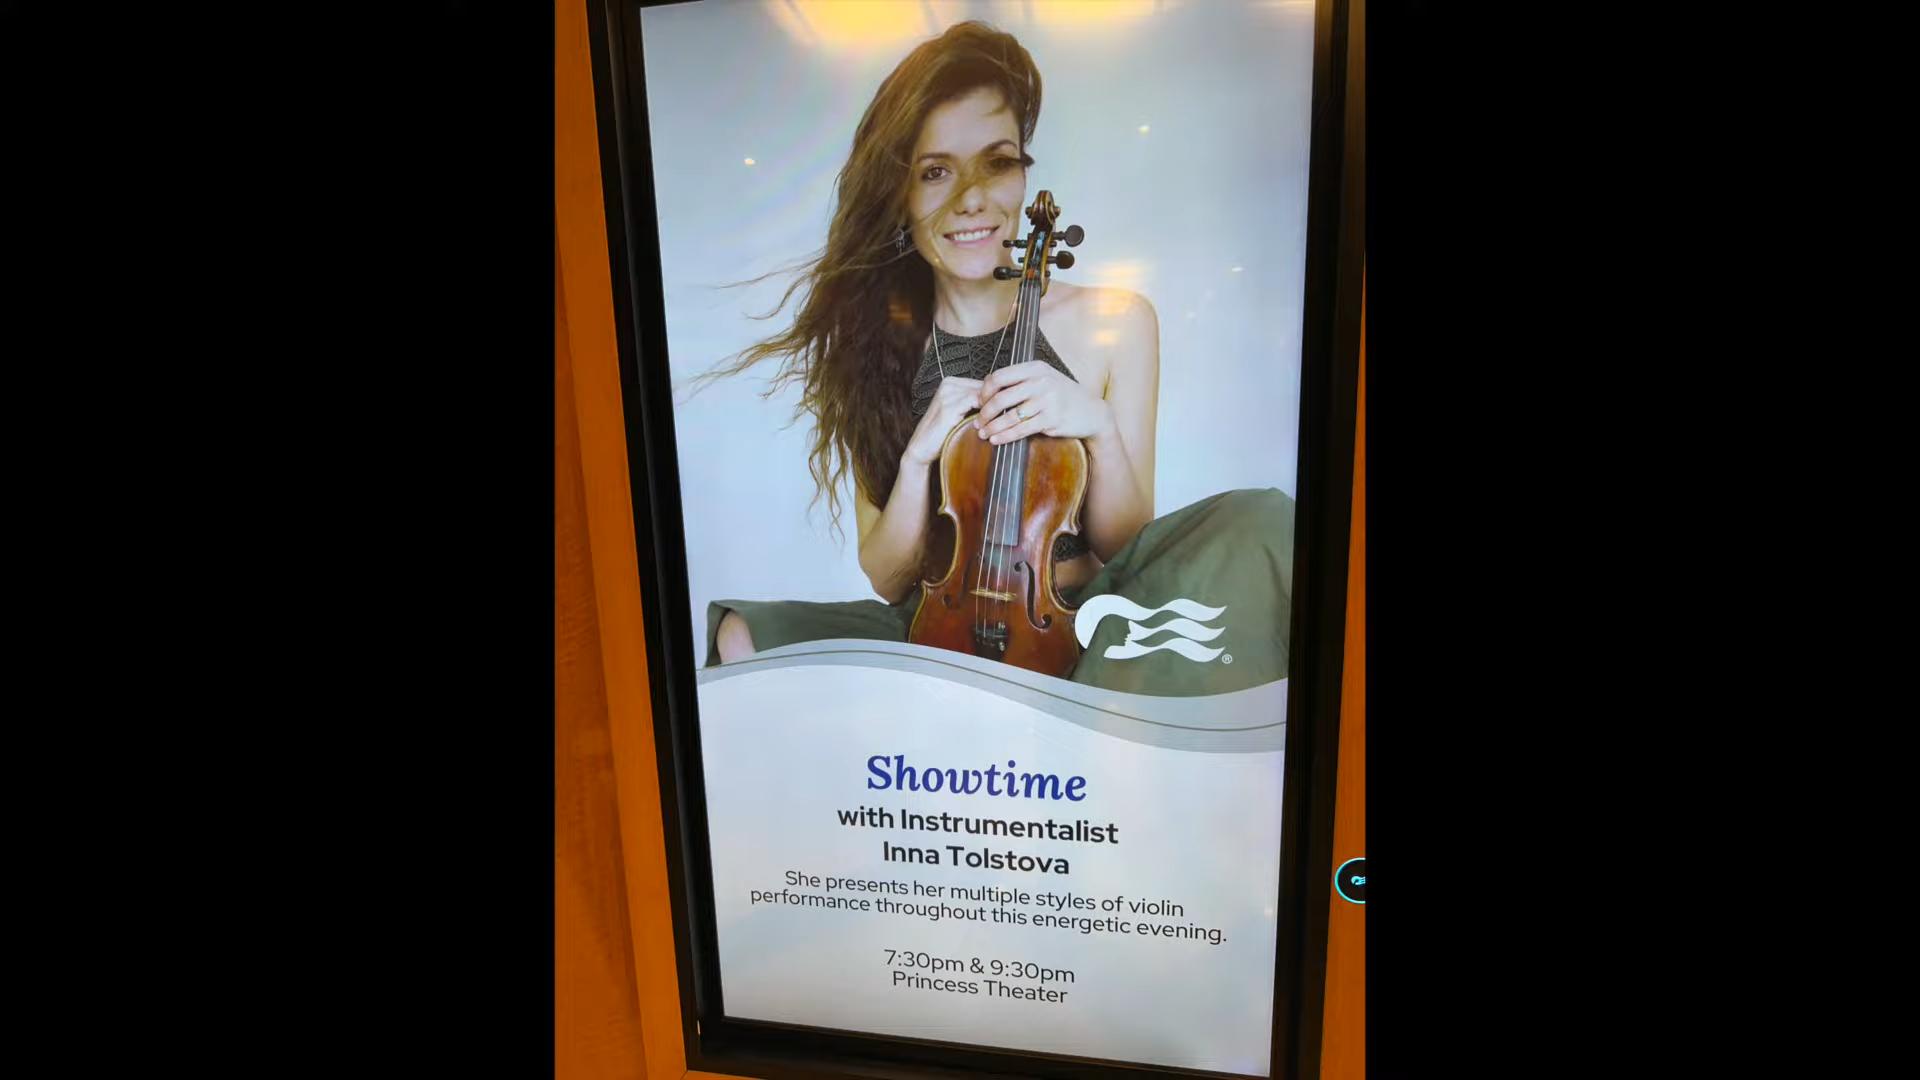 Showtime
with Instrumentalist
Inna Tolstova
She presents her multiple styles of violin
performance throughout this energetic evening.
7:30pm & 9:30pm
Princess Theater
®